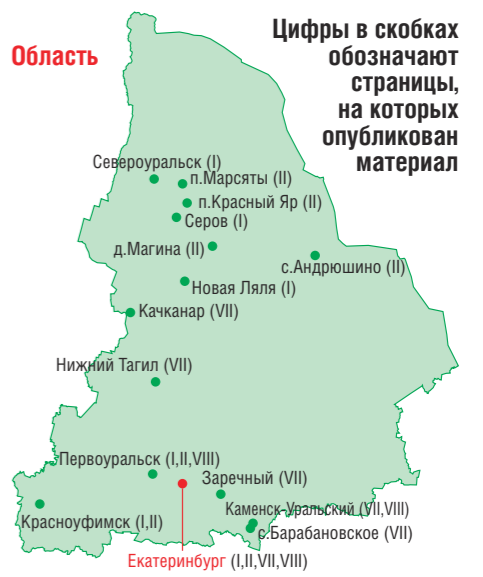 Область
Цифры в скобках
обозначают
страницы,
на которых
опубликован
материал
Североуральск (I)
п.Марсяты (II)
п.Красный Яр (II)
Серов (I)
д.Магина (II)
с.Андрюшино (II)
Новая Ляля (I)
Качканар (VII)
Нижний Тагил (VII)
Первоуральск (I,II,VIII)
Заречный (VII)
Каменск-Уральский (VII,VIII)
с.Барабановское (VII)
Красноуфимск (I,II)
Екатеринбург (I,II,VII,VIII)